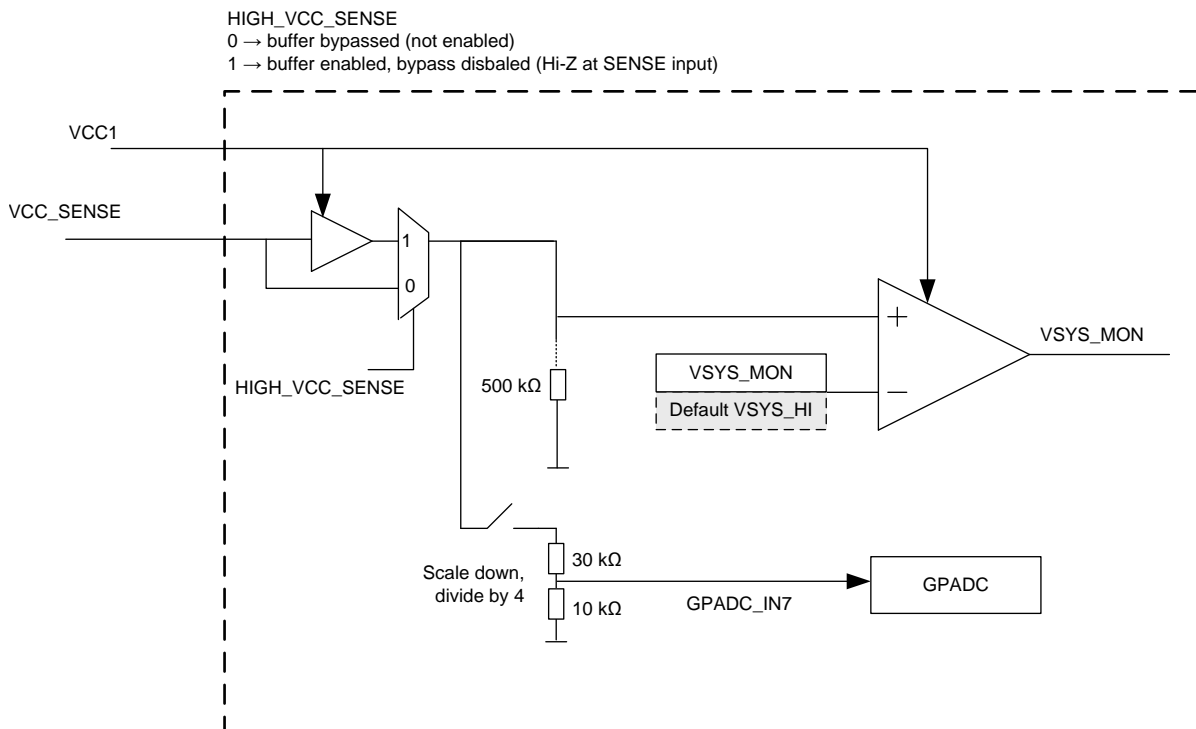 HIGH_VCC_SENSE
0 → buffer bypassed (not enabled)
1 → buffer enabled, bypass disbaled (Hi-Z at SENSE input)
VCC1
VCC_SENSE
1
0
HIGH_VCC_SENSE
500 kΩ
+
VSYS_MON
VSYS_MON
–
Default VSYS_HI
30 kΩ
Scale down,
divide by 4
10 kΩ
GPADC_IN7
GPADC